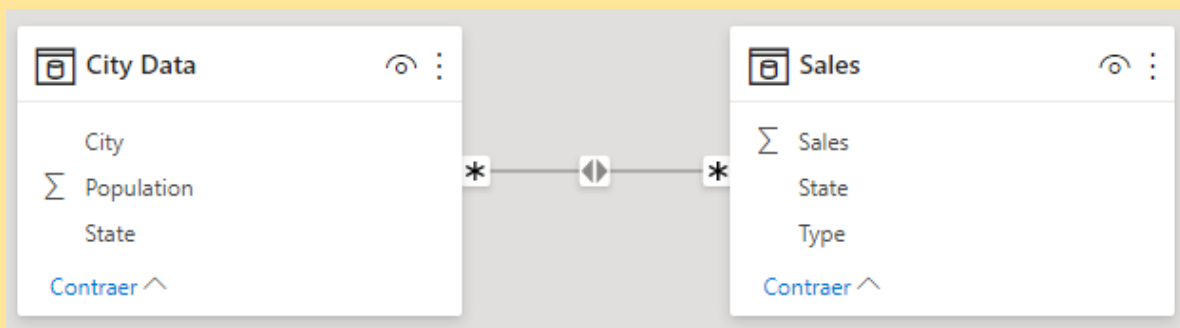 City Data
City
Population
State
Contraer
Sales
Sales
State
Type
Contraer